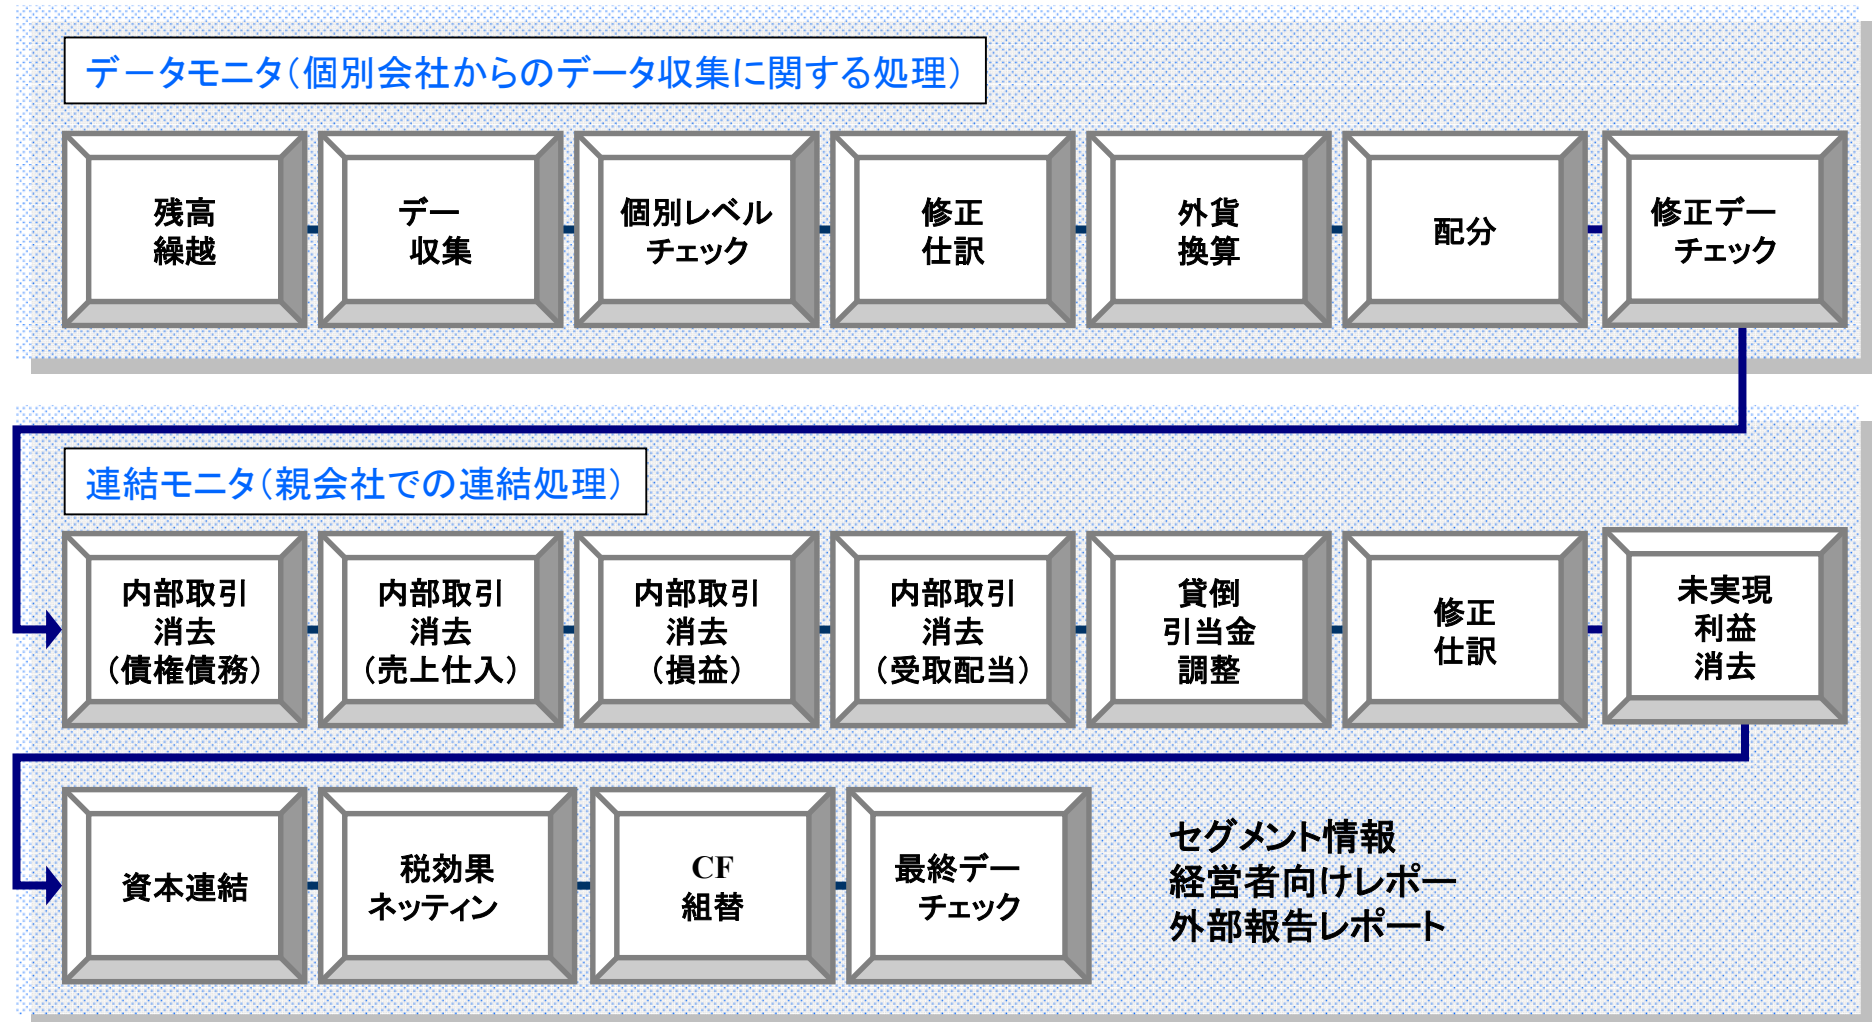 データモニタ（個別会社からのデータ収集に関する処理）
残高
繰越
デー
収集
個別レベル
チェック
修正
仕訳
外貨
換算
配分
修正デー
チェック
連結モニタ（親会社での連結処理）
内部取引
消去
（債権債務）
内部取引
消去
（売上仕入）
内部取引
消去
（損益）
内部取引
消去
（受取配当）
貸倒
引当金
調整
修正
仕訳
未実現
利益
消去
資本連結
税効果
ネッティン
CF
組替
最終デー
チェック
セグメント情報
経営者向けレポー
外部報告レポート